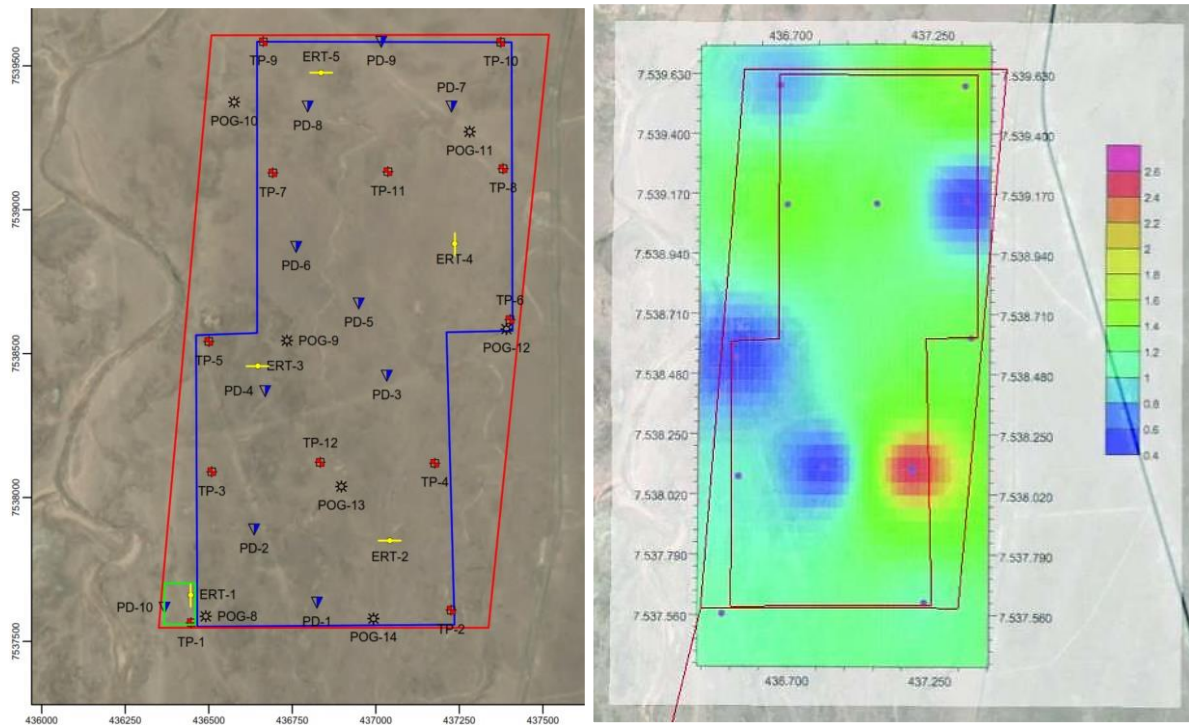 TP-9
ERT-5
PD-9
TP-10
7539500
PD-7
POG-10
PD-8
POG-11
TP-7
TP-11
TP-8
7539000
PD-6
ERT-4
TP-6
PD-5
POG-9
POG-12
7538500
TP-5
ERT-3
PD-4
PD-3
TP-12
TP-3
TP-4
POG-13
7538000
PD-2
ERT-2
ERT-1
PD-10
POG-8
PD-1
TP-2
TP-1
POG-14
7537500
436000 436250 436500 436750 437000 437250 437500
436.700 437.250
7.539.630 7.539.630
7.539.400 7.539.400
7.539.170 7.539.170
7.538.940 7.538.940
7.538.710 7.538.710
7.538.480 7.538.480
7.538.250 7.538.250
7.538.020 7.538.020
7.537.790 7.537.790
7.537.560 7.537.560
436.700 437.250
2.6
2.4
2.2
2
1.8
1.6
1.4
1.2
1
0.8
0.6
0.4